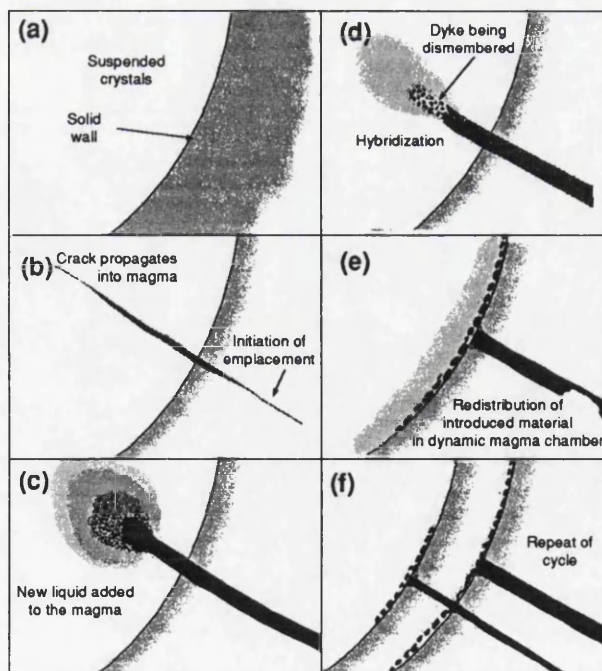 (a)
Suspended
crystals
Solid
wall
(b)
Crack propagates
into magma
Initiation of
emplacement
(c)
New liquid added
to the magma
(d)
Dyke being
dismembered
Hybridization
(e)
Redistribution of
introduced material
in dynamic magma chamber
(f)
Repeat of
cycle